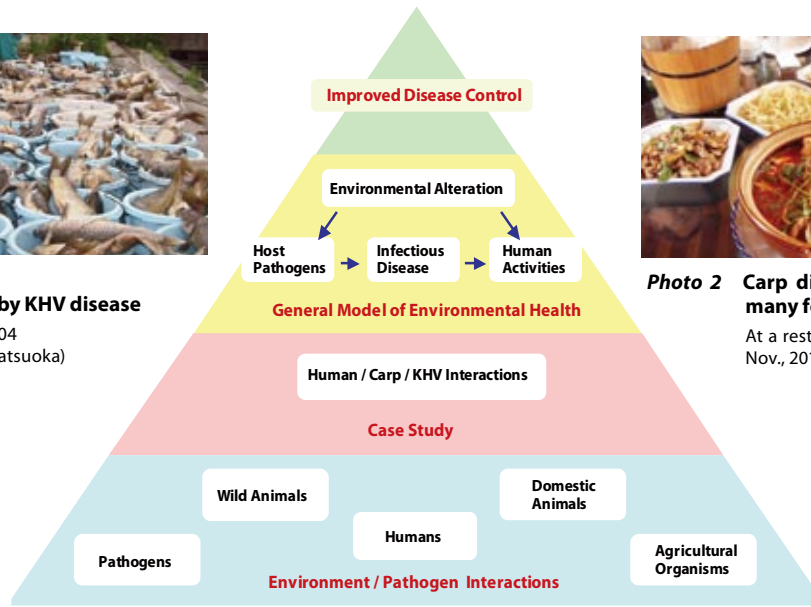 Improved Disease Control
Environmental Alteration
Host
Pathogens
Infectious
Disease
Human
Activities
General Model of Environmental Health
Human / Carp / KHV Interactions
Case Study
Wild Animals
Domestic
Animals
Humans
Pathogens
Agricultural
Organisms
Environment / Pathogen Interactions
by KHV disease
04
atsuoka)
Photo 2 Carp di
many f
At a rest
Nov., 201